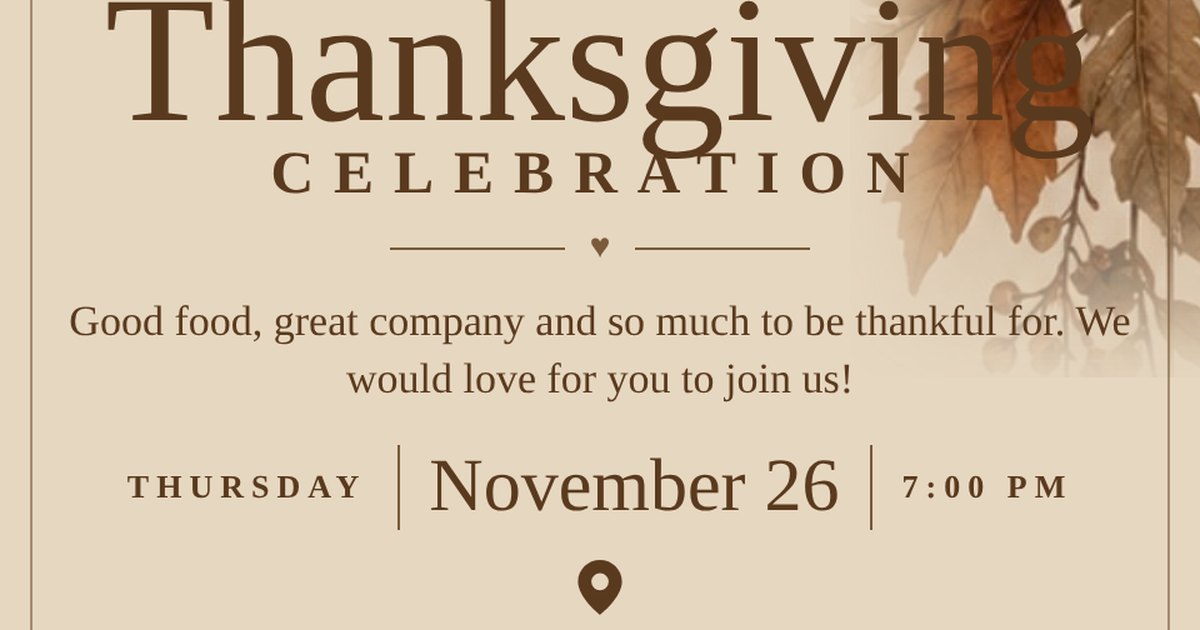 Thanksgiving
CELEBRATION
Good food, great company and so much to be thankful for. We
would love for you to join us!
THURSDAY
November 26
7:00 PM